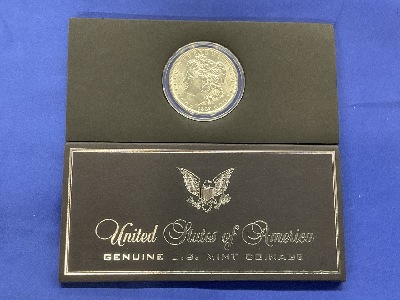 United States of America
GENUINE U.S. MINT COINAGE